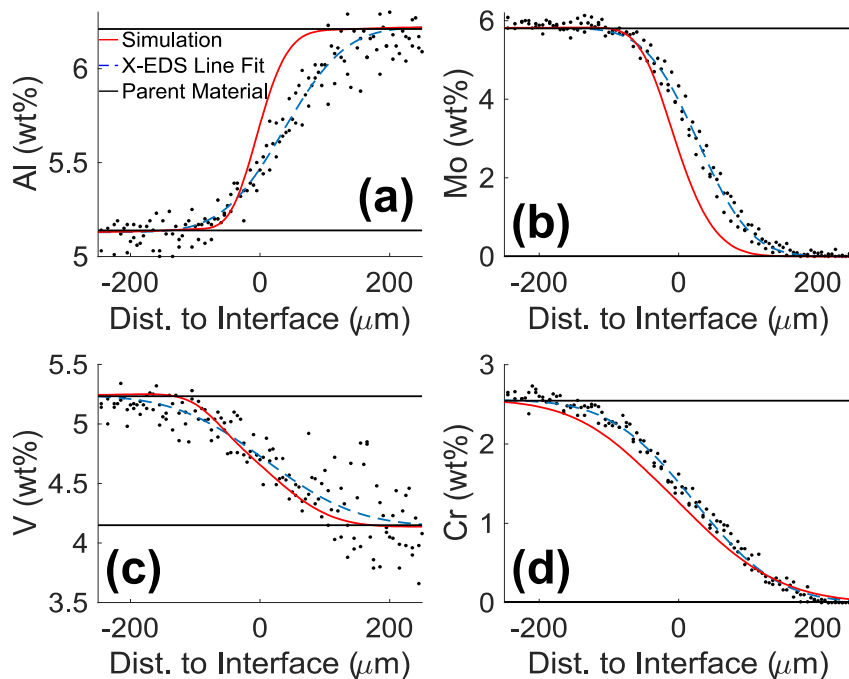 Simulation
X-EDS Line Fit
Parent Material
Al (wt%)
6
5.5
5
-200
0
200
Dist. to Interface (μm)
(a)
Mo (wt%)
6
4
2
0
-200
0
200
Dist. to Interface (μm)
(b)
V (wt%)
5.5
5
4.5
4
3.5
-200
0
200
Dist. to Interface (μm)
(c)
Cr (wt%)
3
2
1
0
-200
0
200
Dist. to Interface (μm)
(d)